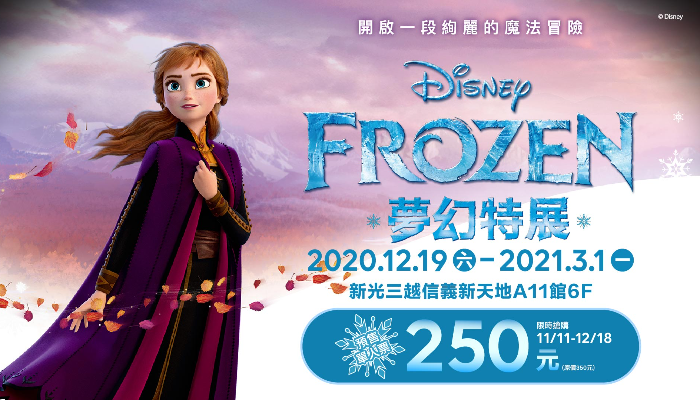 © Disney
開啟一段絢麗的魔法冒險
Disney
FROZEN
夢幻特展
2020.12.19 六 – 2021.3.1 一
新光三越信義新天地A11館6F
預售
單人票
250元
限時搶購
11/11-12/18
(原價350元)